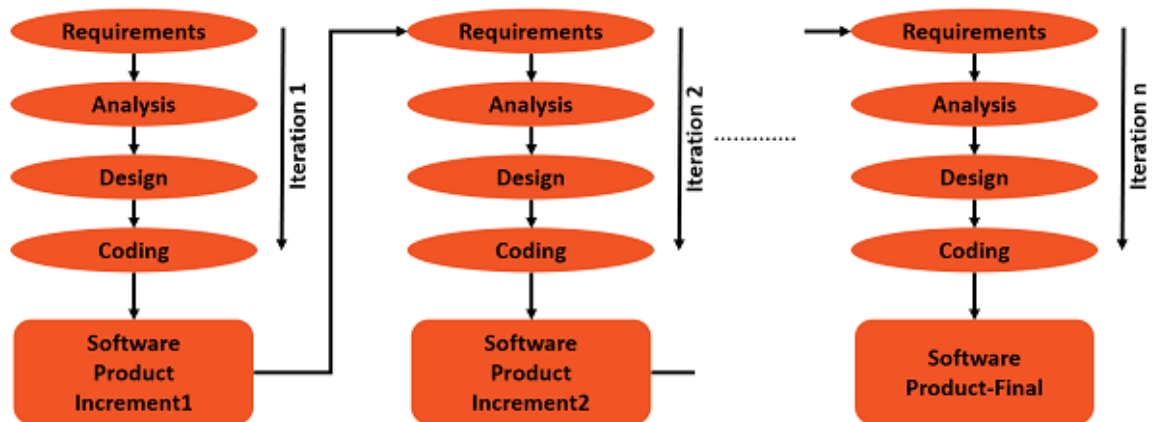 Requirements
Analysis
Design
Coding
Software
Product
Increment1
Iteration 1
Requirements
Analysis
Design
Coding
Software
Product
Increment2
Iteration 2
Requirements
Analysis
Design
Coding
Software
Product-Final
Iteration n